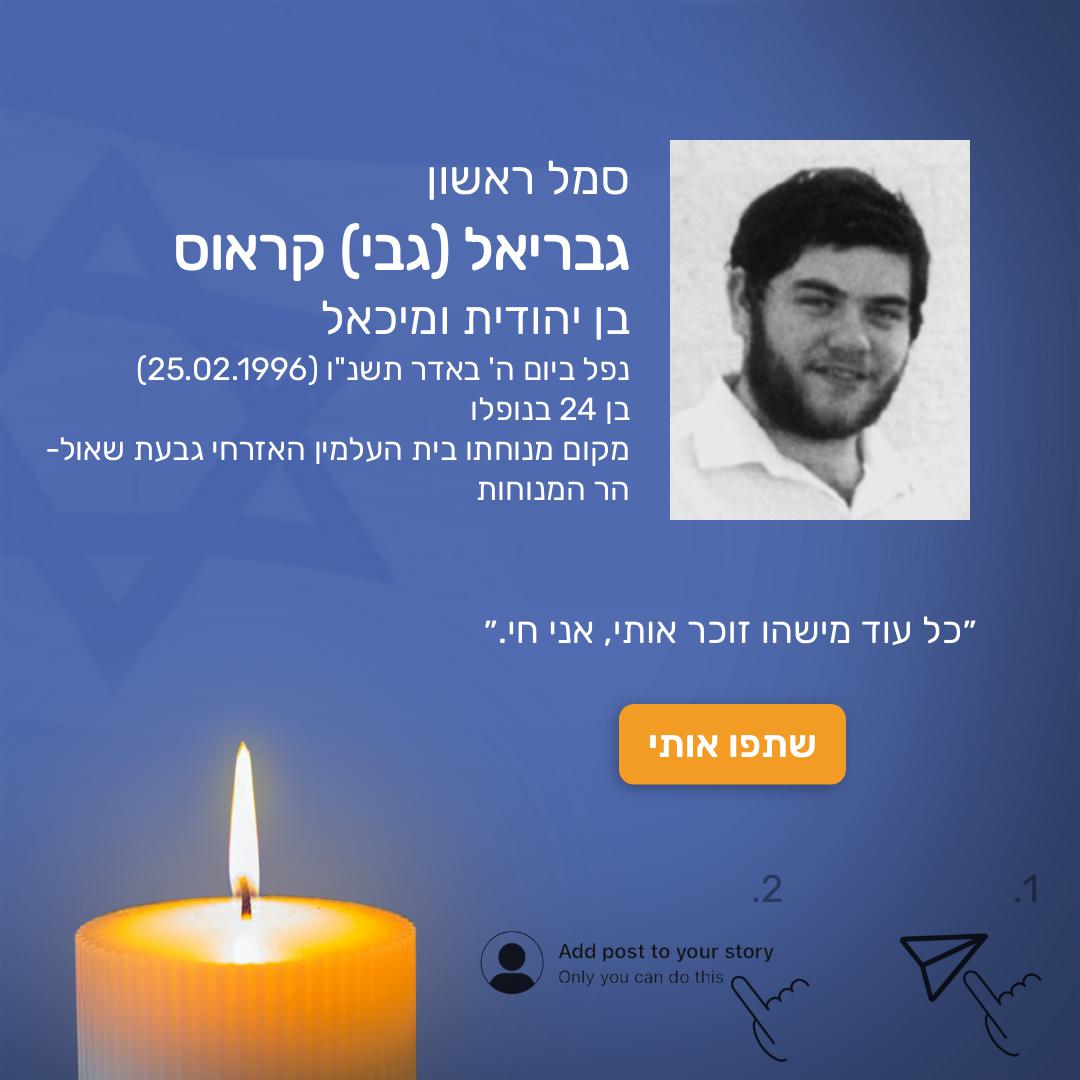 סמל ראשון
גבריאל (גבי) קראוס
בן יהודית ומיכאל
נפל ביום ה' באדר תשנ"ו (25.02.1996)
בן 24 בנופלו
מקום מנוחתו בית העלמין האזרחי גבעת שאול-
הר המנוחות
״כל עוד מישהו זוכר אותי, אני חי.״
שתפו אותי
1.
2.
Add post to your story
Only you can do this